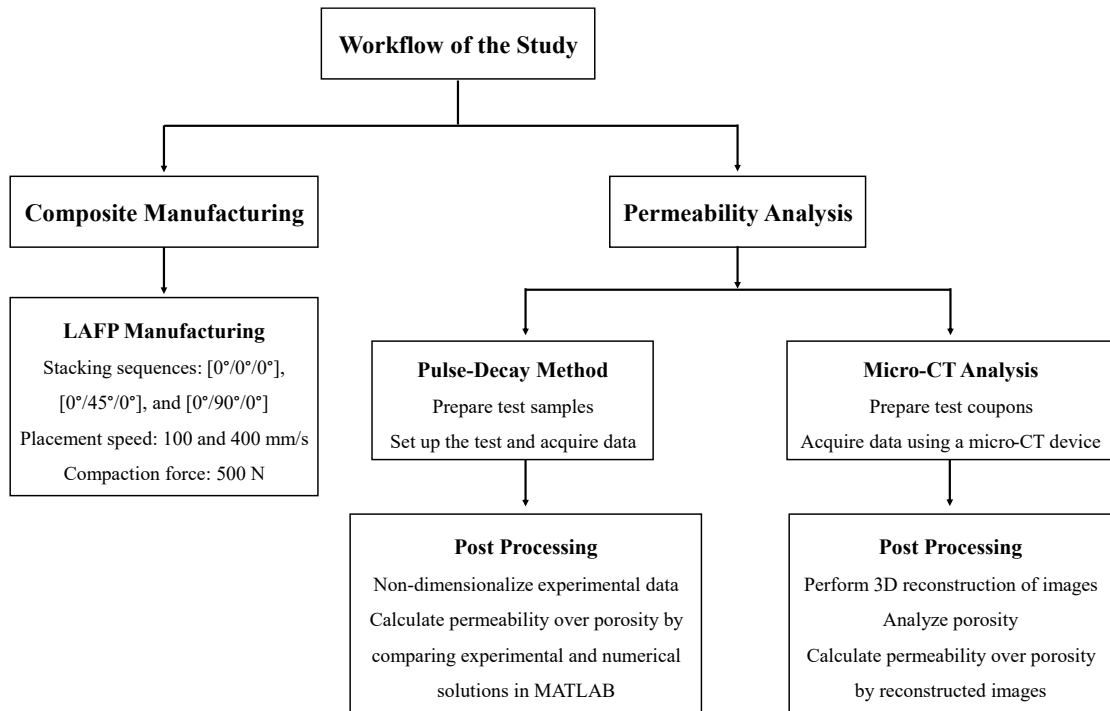 Workflow of the Study
Composite Manufacturing
Permeability Analysis
LAFP Manufacturing
Stacking sequences: [0°/0°/0°],
[0°/45°/0°], and [0°/90°/0°]
Placement speed: 100 and 400 mm/s
Compaction force: 500 N
Pulse-Decay Method
Prepare test samples
Set up the test and acquire data
Micro-CT Analysis
Prepare test coupons
Acquire data using a micro-CT device
Post Processing
Non-dimensionalize experimental data
Calculate permeability over porosity by
comparing experimental and numerical
solutions in MATLAB
Post Processing
Perform 3D reconstruction of images
Analyze porosity
Calculate permeability over porosity
by reconstructed images